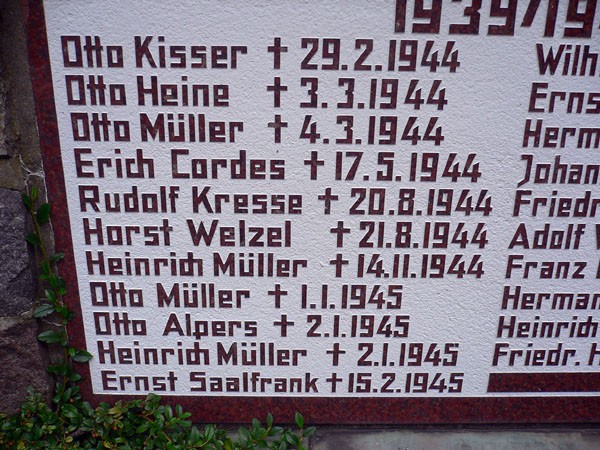 1939/19
Otto Kisser † 29.2.1944
Otto Heine † 3.3.1944
Otto Müller † 4.3.1944
Erich Cordes † 17.5.1944
Rudolf Kresse † 20.8.1944
Horst Welzel † 21.8.1944
Heinrich Müller † 14.11.1944
Otto Müller † 1.1.1945
Otto Alpers † 2.1.1945
Heinrich Müller † 2.1.1945
Ernst Saalfrank † 15.2.1945
Wilh
Ernst
Herm
Johan
Friedr
Adolf
Franz
Herman
Heinrich
Friedr. H